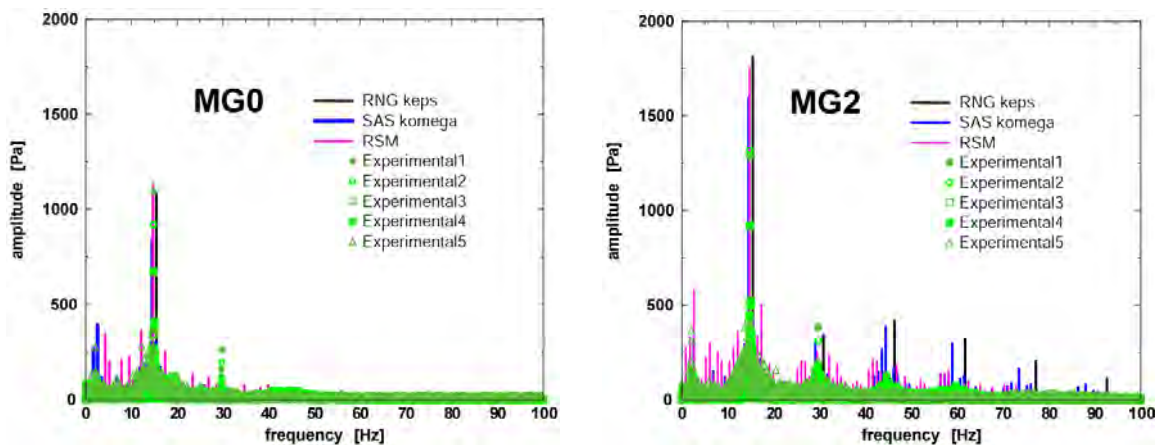 2000
1500
1000
500
0
amplitude [Pa]
MG0
RNG keps
SAS komega
RSM
Experimental1
Experimental2
Experimental3
Experimental4
Experimental5
0 10 20 30 40 50 60 70 80 90 100
frequency [Hz]
2000
1500
1000
500
0
amplitude [Pa]
MG2
RNG keps
SAS komega
RSM
Experimental1
Experimental2
Experimental3
Experimental4
Experimental5
0 10 20 30 40 50 60 70 80 90 100
frequency [Hz]